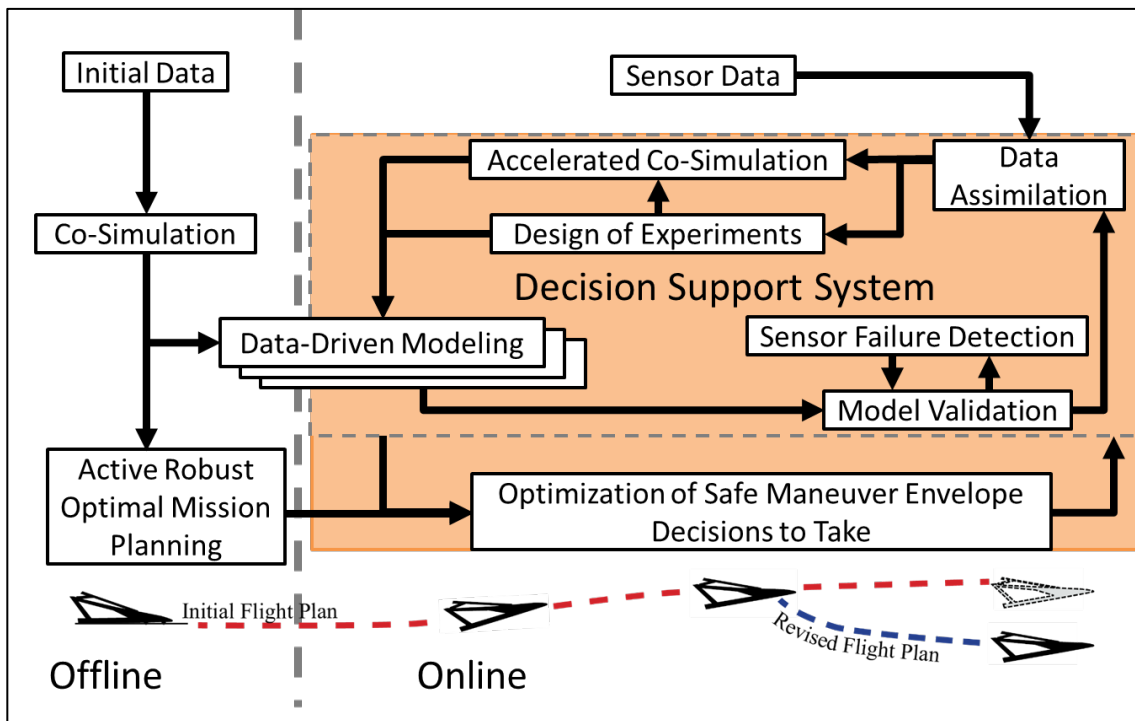 Initial Data
Sensor Data
Accelerated Co-Simulation
Data
Assimilation
Co-Simulation
Design of Experiments
Decision Support System
Data-Driven Modeling
Sensor Failure Detection
Model Validation
Active Robust
Optimal Mission
Planning
Optimization of Safe Maneuver Envelope
Decisions to Take
Initial Flight Plan
Revised Flight Plan
Offline
Online